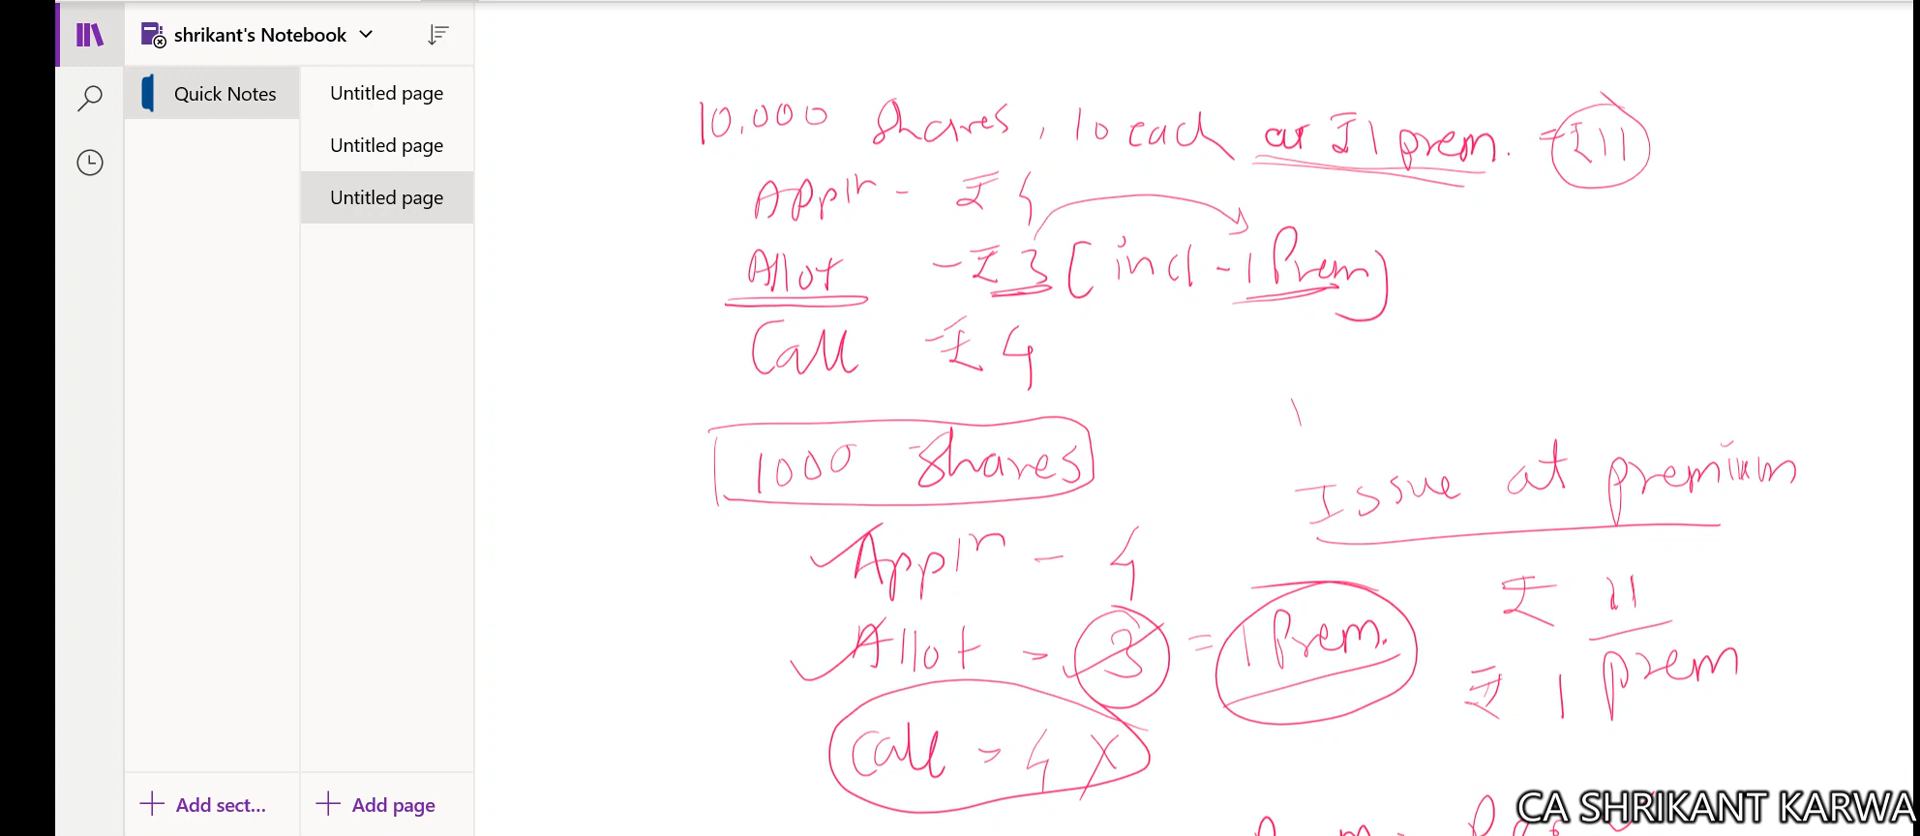 shrikant's Notebook
Quick Notes
Untitled page
Untitled page
Untitled page
Add sect...
Add page
10,000 Shares, 10 each at ₹1 prem. = ₹11
Appln - ₹ 4
Allot - ₹ 3 [incl - 1 Prem)
Call - ₹ 4
1000 Shares
Appln - 4
Allot - 3 = 1 Prem.
Call - 4 X
Issue at premium
₹ 11
₹ 1 prem
CA SHRIKANT KARWA